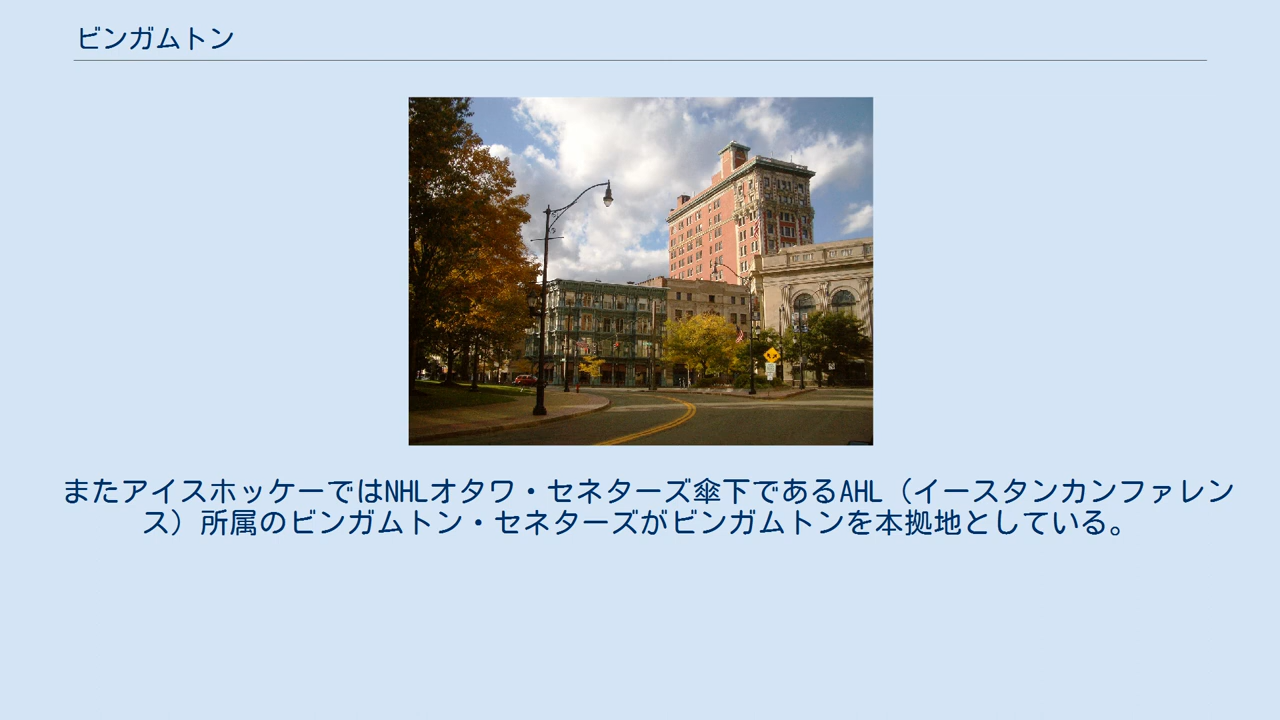 ビンガムトン
またアイスホッケーではNHLオタワ・セネターズ傘下であるAHL（イースタンカンファレン
ス）所属のビンガムトン・セネターズがビンガムトンを本拠地としている。